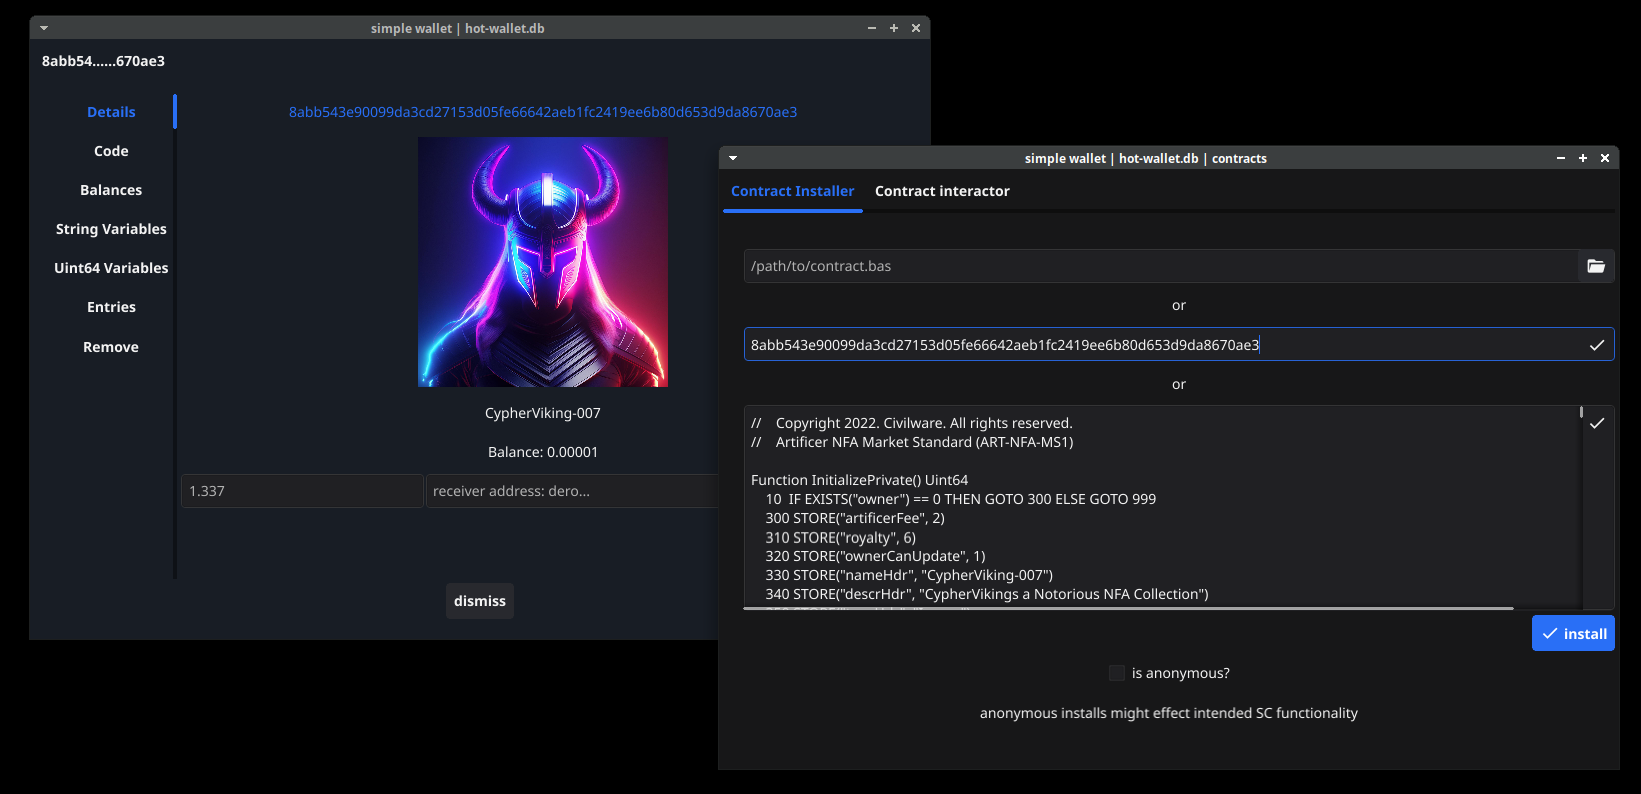 simple wallet | hot-wallet.db
8abb54......670ae3
Details
Code
Balances
String Variables
Uint64 Variables
Entries
Remove
8abb543e90099da3cd27153d05fe66642aeb1fc2419ee6b80d653d9da8670ae3
CypherViking-007
Balance: 0.00001
1.337
receiver address: dero...
dismiss
simple wallet | hot-wallet.db | contracts
Contract Installer Contract interactor
/path/to/contract.bas
or
8abb543e90099da3cd27153d05fe66642aeb1fc2419ee6b80d653d9da8670ae3
or
// Copyright 2022. Civilware. All rights reserved.
// Artificer NFA Market Standard (ART-NFA-MS1)
Function InitializePrivate() Uint64
10 IF EXISTS("owner") == 0 THEN GOTO 300 ELSE GOTO 999
300 STORE("artificerFee", 2)
310 STORE("royalty", 6)
320 STORE("ownerCanUpdate", 1)
330 STORE("nameHdr", "CypherViking-007")
340 STORE("descrHdr", "CypherVikings a Notorious NFA Collection")
install
is anonymous?
anonymous installs might effect intended SC functionality